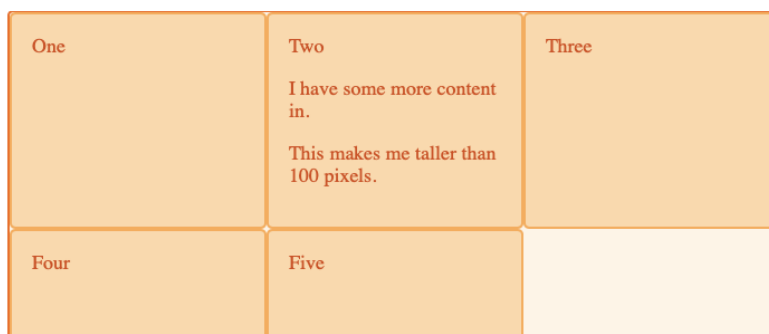 One
Two
I have some more content
in.
This makes me taller than
100 pixels.
Three
Four
Five